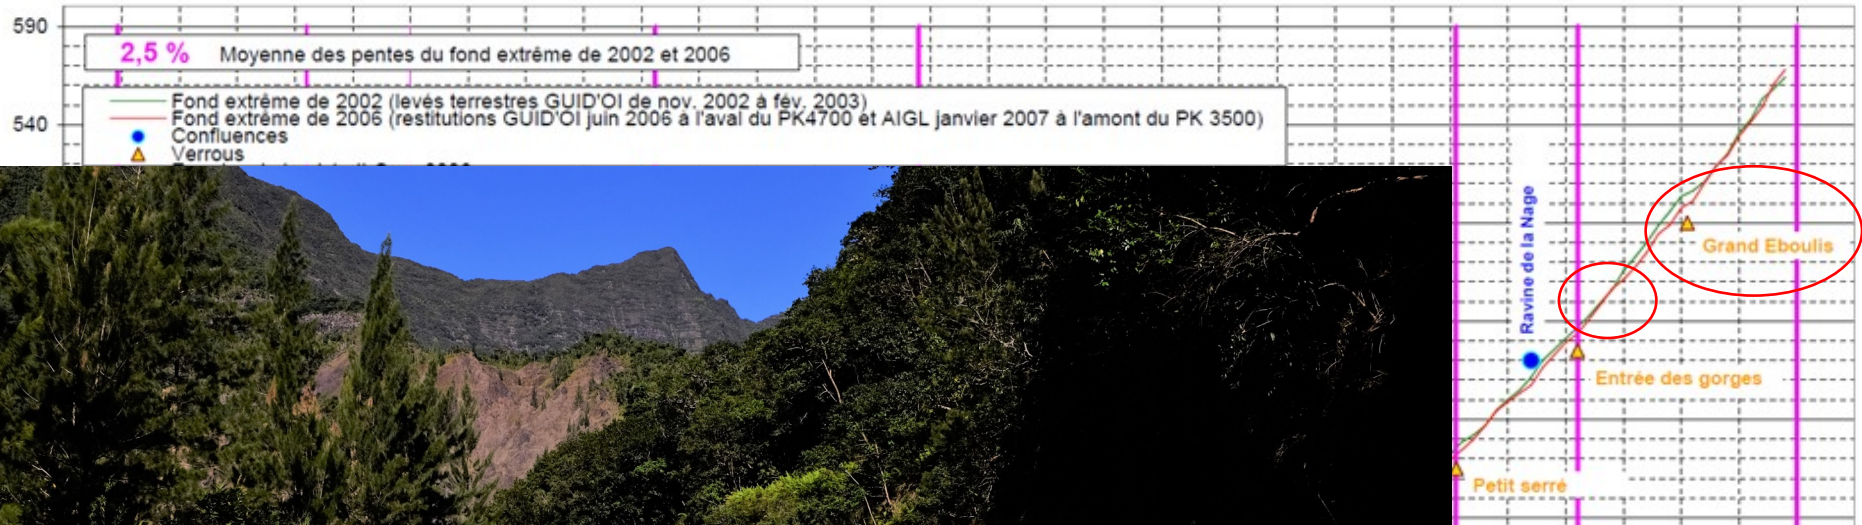 590
2,5 % Moyenne des pentes du fond extrême de 2002 et 2006
Fond extrême de 2002 (levés terrestres GUID'OI de nov. 2002 à fév. 2003)
Fond extrême de 2006 (restitutions GUID'OI juin 2006 à l'aval du PK4700 et AIGL janvier 2007 à l'amont du PK 3500)
540
Confluences
Verrous
Ravine de la Nage
Grand Eboulis
Entrée des gorges
Petit serré